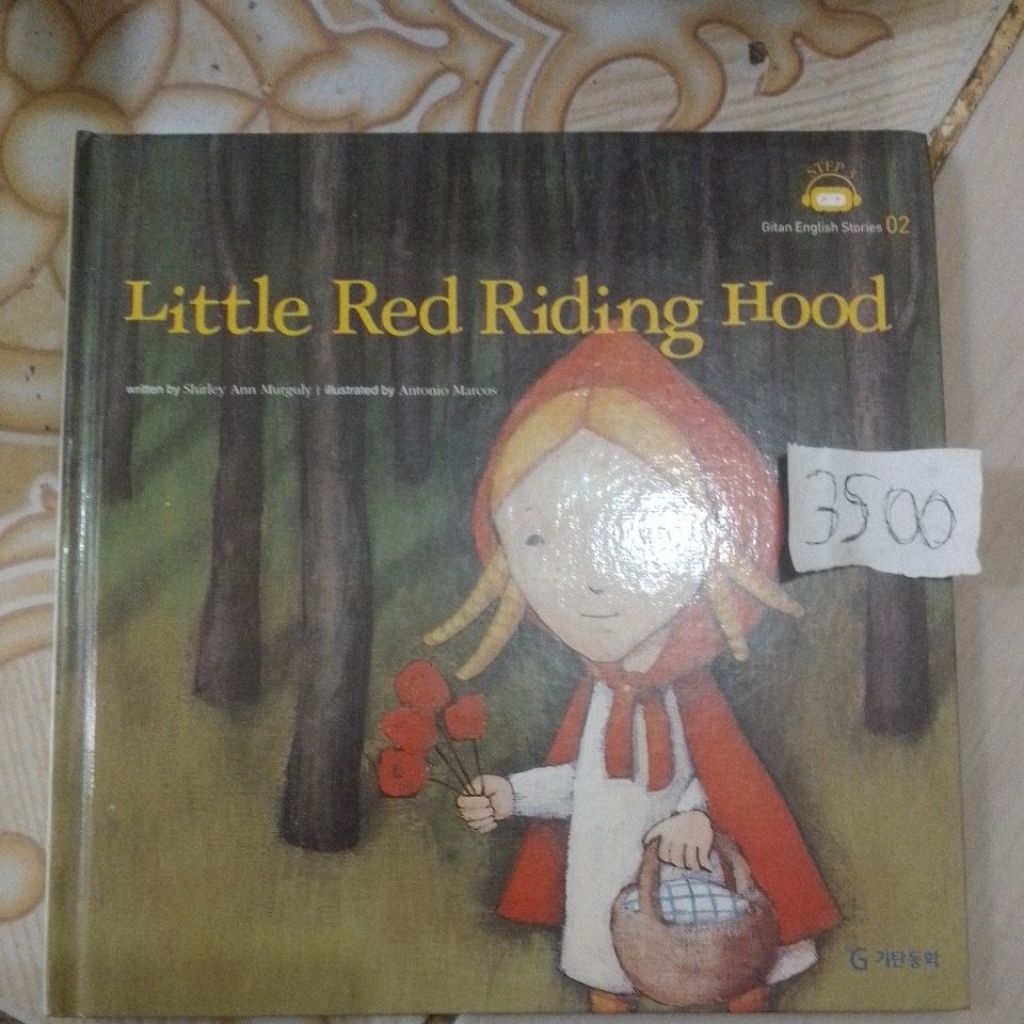 STEP 3
Gitan English Stories 02
Little Red Riding Hood
written by Shirley Ann Murguly | illustrated by Antonio Marcos
3500
기탄동화